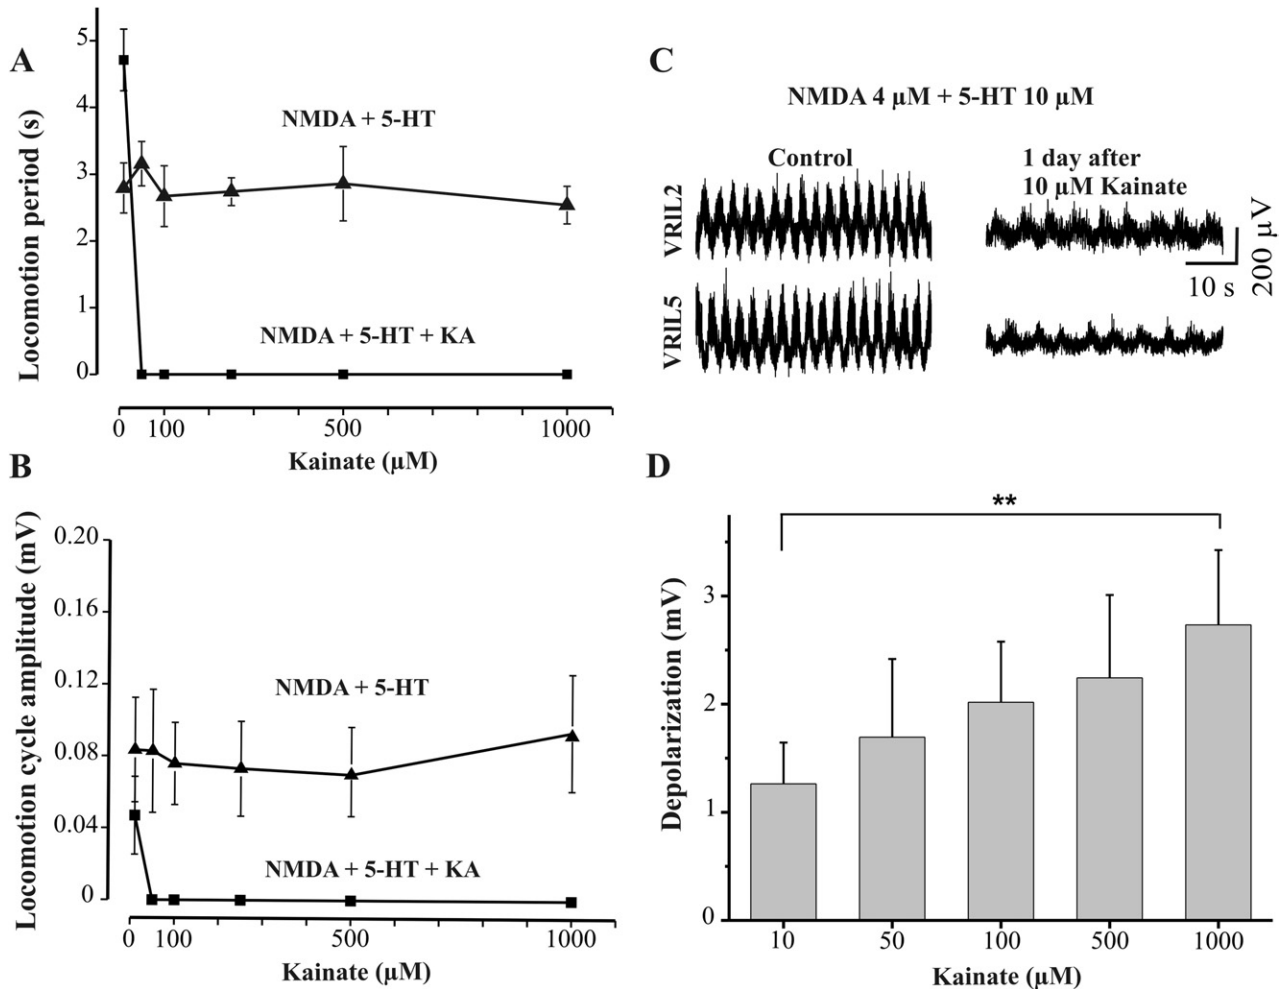 A
Locomotion period (s)
5
4
3
2
1
0
NMDA + 5-HT
NMDA + 5-HT + KA
0 100 500 1000
Kainate (µM)
B
Locomotion cycle amplitude (mV)
0.20
0.16
0.12
0.08
0.04
0
NMDA + 5-HT
NMDA + 5-HT + KA
0 100 500 1000
Kainate (µM)
C
NMDA 4 µM + 5-HT 10 µM
Control
1 day after
10 µM Kainate
VRlL2
VRlL5
10 s
200 µV
D
**
Depolarization (mV)
3
2
1
0
10 50 100 500 1000
Kainate (µM)